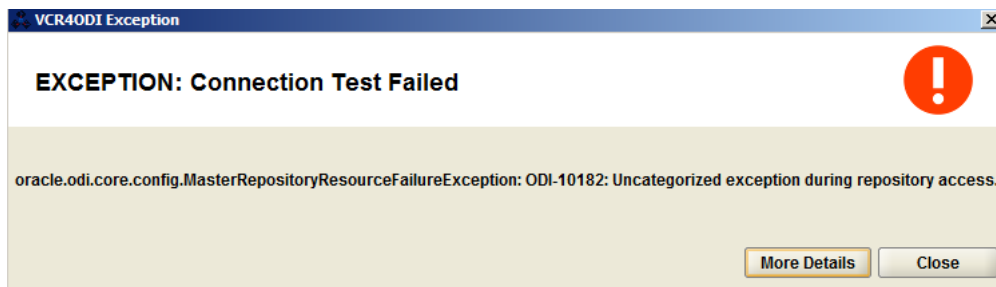 VCR4ODI Exception
EXCEPTION: Connection Test Failed
oracle.odi.core.config.MasterRepositoryResourceFailureException: ODI-10182: Uncategorized exception during repository access.
More Details Close